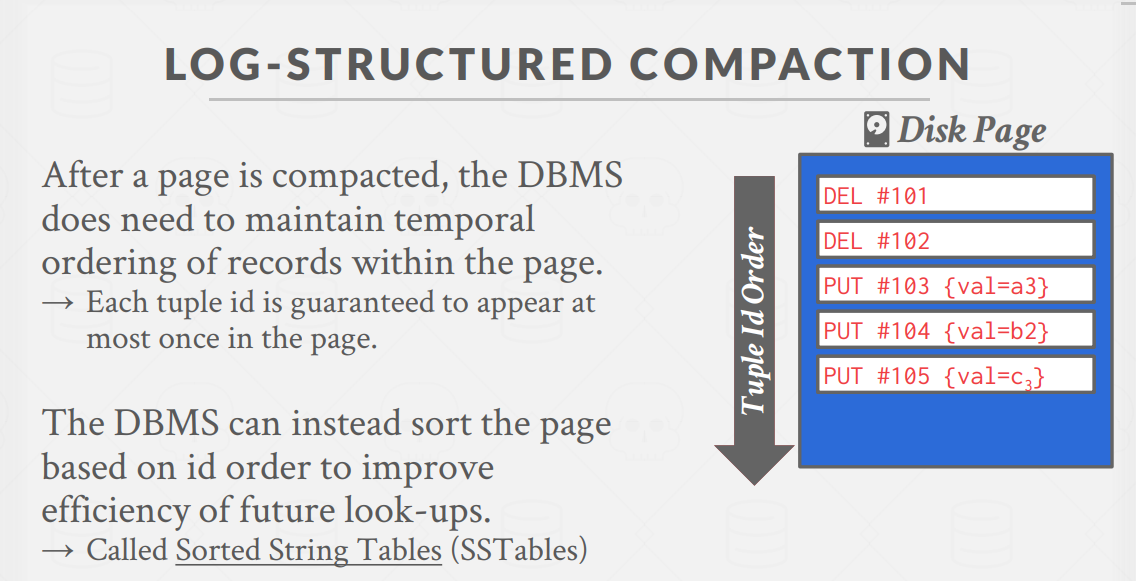 LOG-STRUCTURED COMPACTION
Disk Page
After a page is compacted, the DBMS
does need to maintain temporal
ordering of records within the page.
→ Each tuple id is guaranteed to appear at
most once in the page.
The DBMS can instead sort the page
based on id order to improve
efficiency of future look-ups.
→ Called Sorted String Tables (SSTables)
Tuple Id Order
DEL #101
DEL #102
PUT #103 {val=a3}
PUT #104 {val=b2}
PUT #105 {val=c₃}